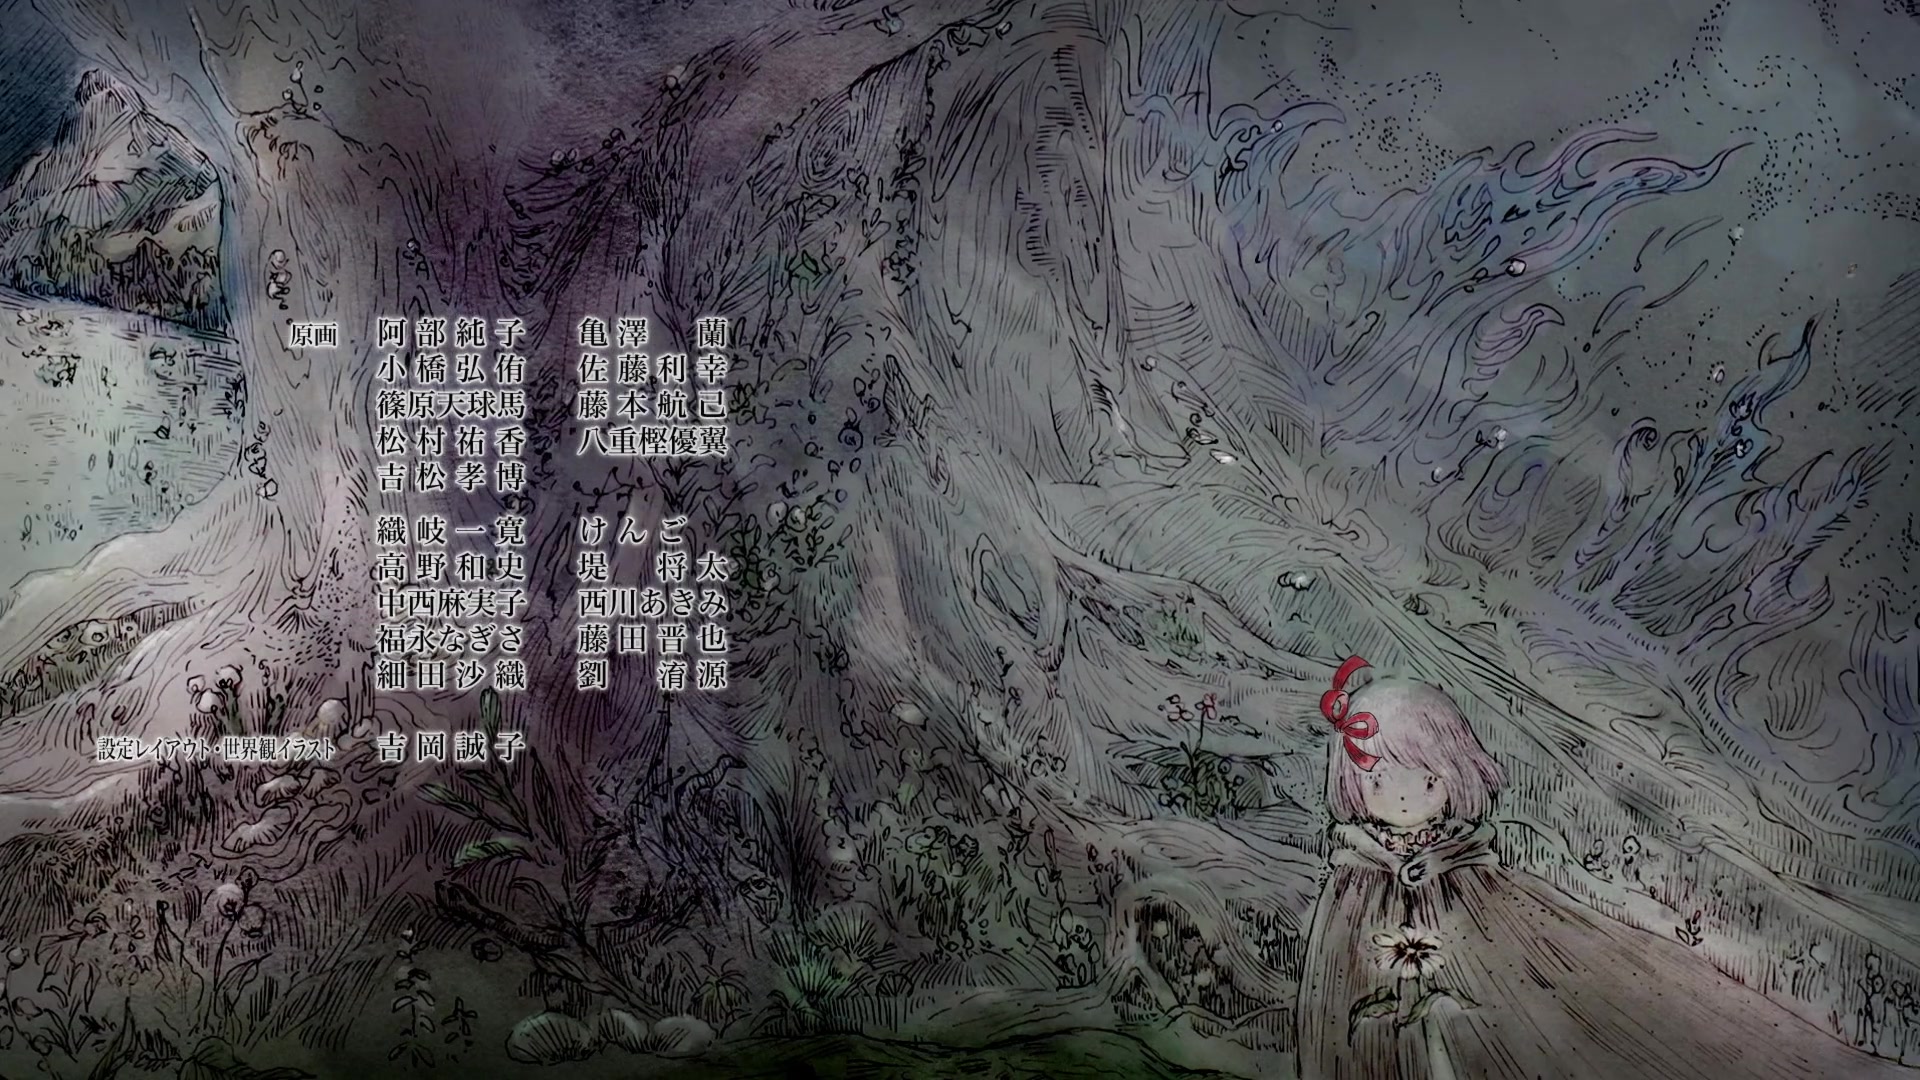 原画 阿部純子 亀澤蘭
小橋弘侑 佐藤利幸
篠原天球馬 藤本航己
松村祐香 八重樫優翼
吉松孝博
織岐一寛 けんご
高野和史 堤将太
中西麻実子 西川あきみ
福永なぎさ 藤田晋也
細田沙織 劉淯源
設定レイアウト・世界観イラスト 吉岡誠子